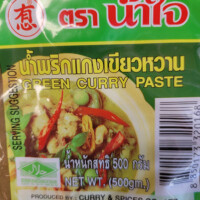 ตรา น้ำใจ
น้ำพริกแกงเขียวหวาน
GREEN CURRY PASTE
SERVING SUGGESTION
น้ำหนักสุทธิ 500 กรัม
NET WT. (500gm.)
PRODUCED BY : CURRY & SPICES